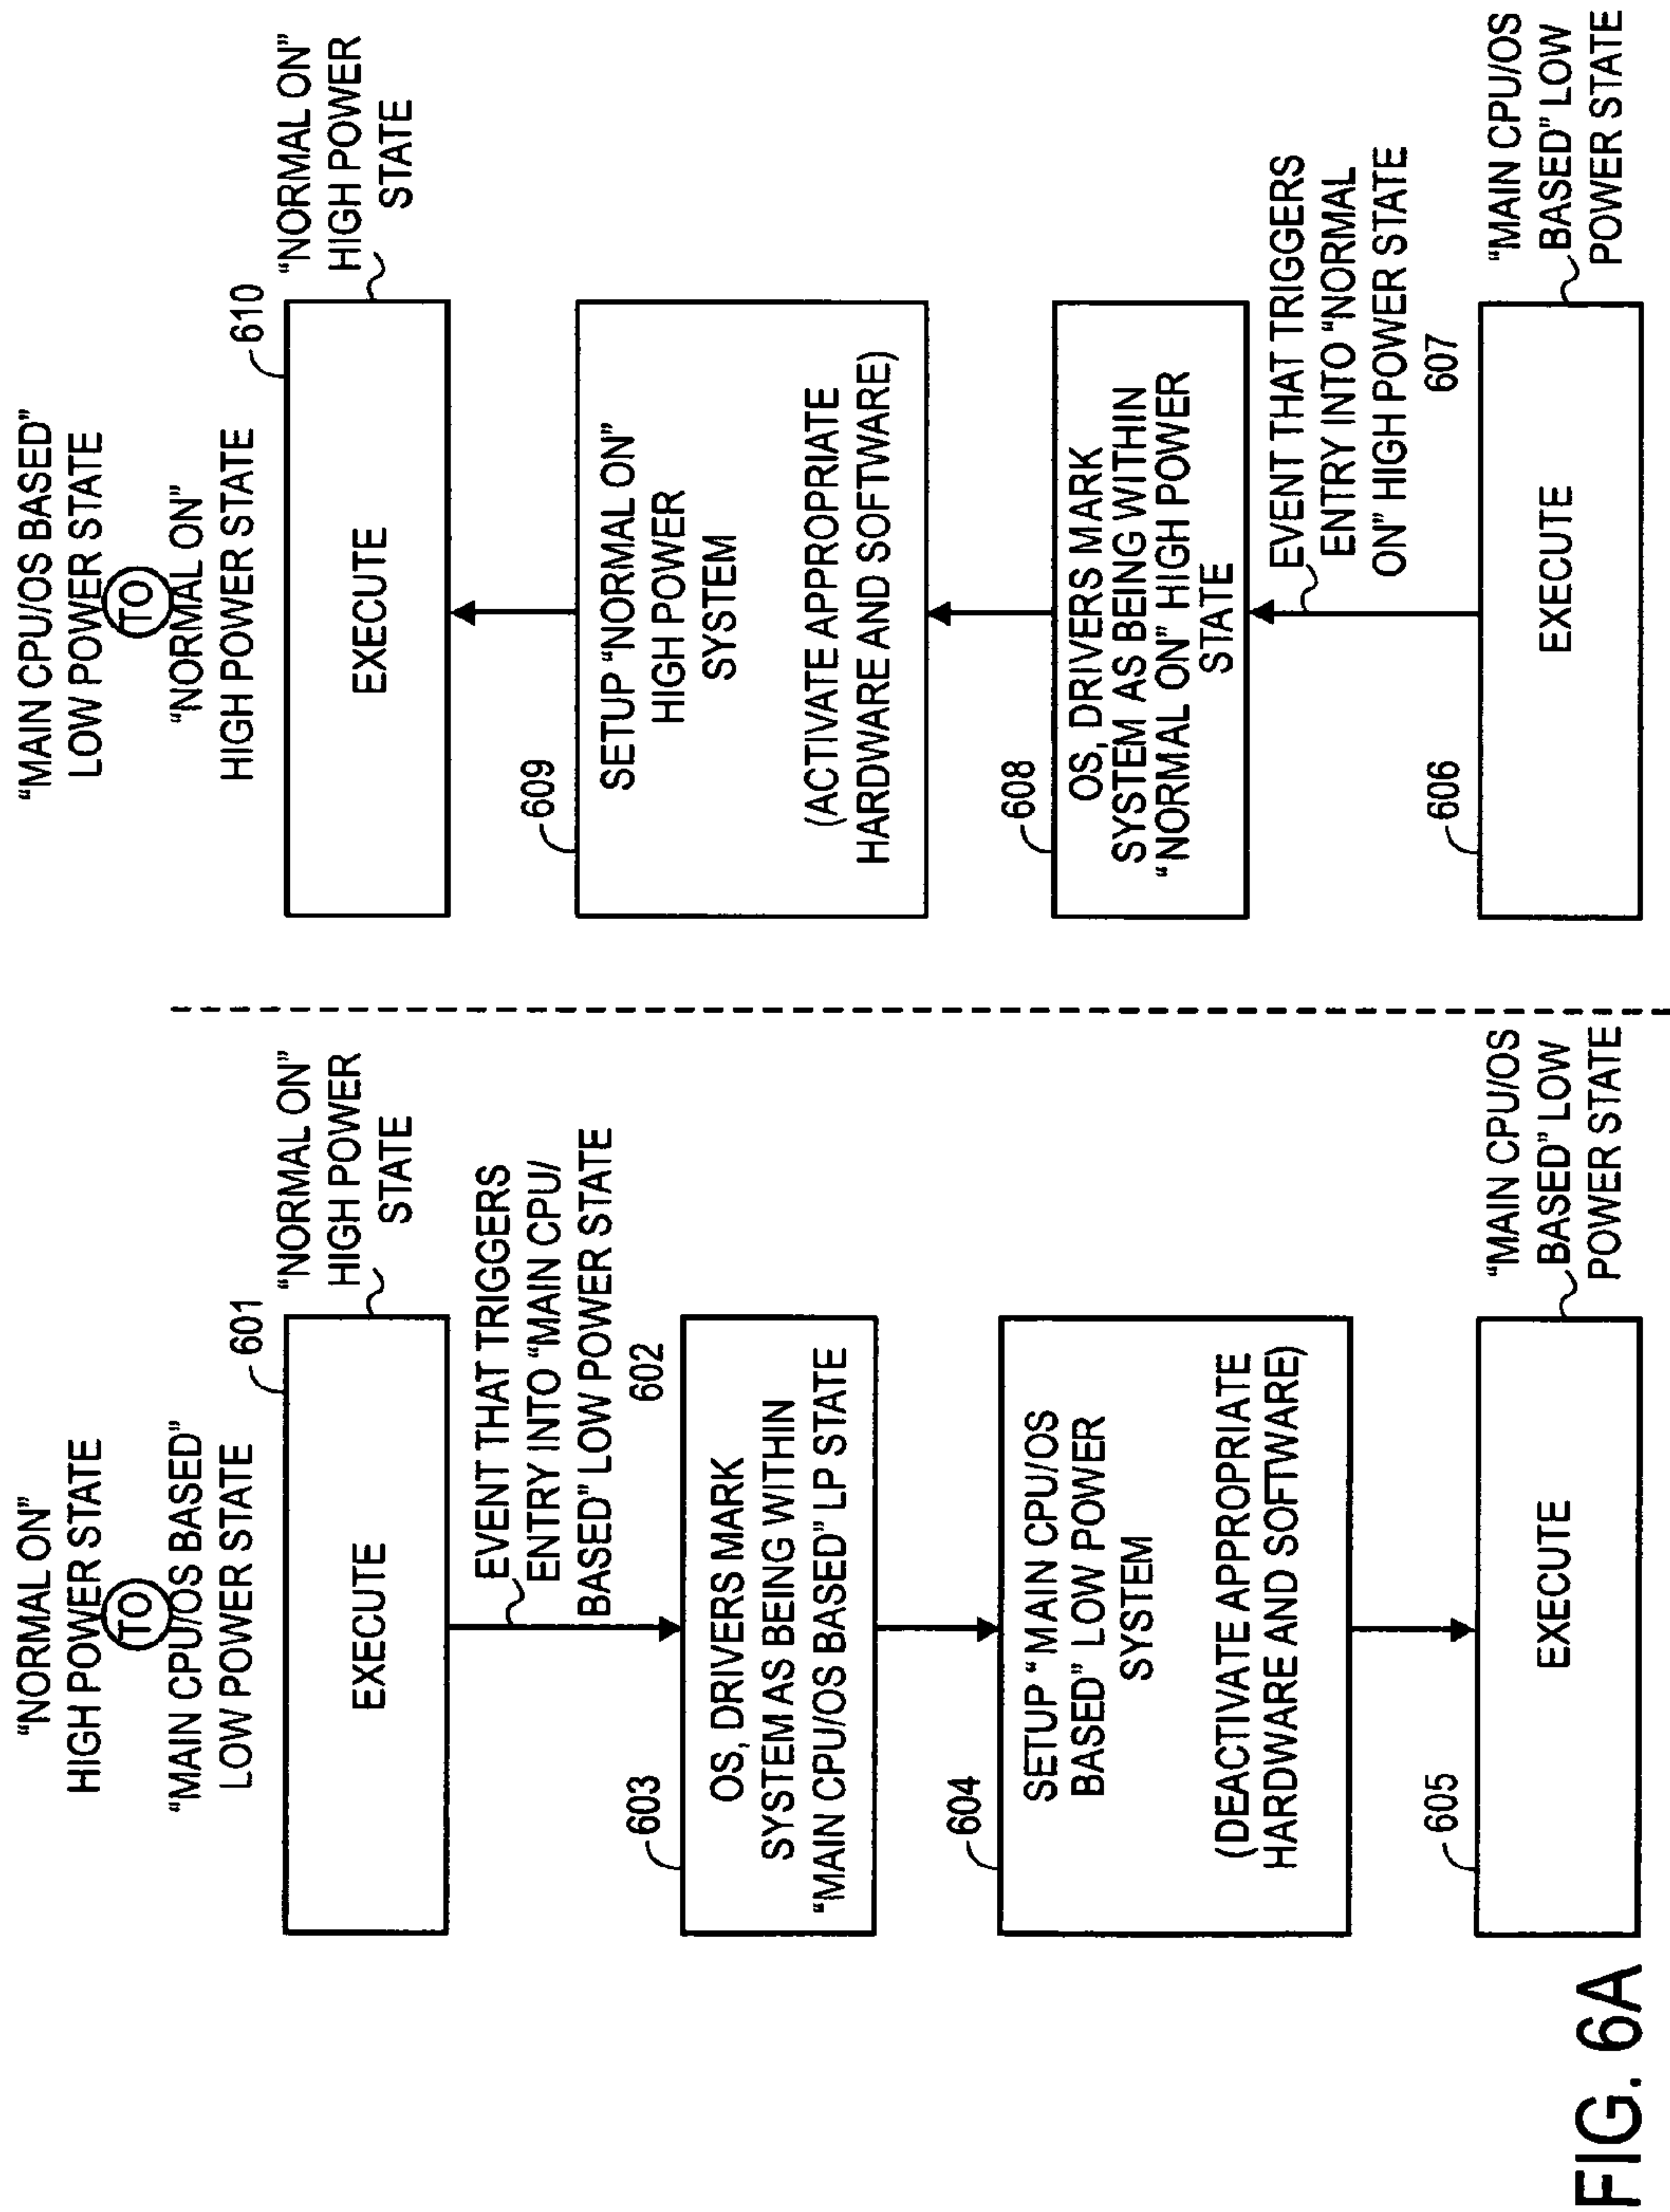 "NORMAL ON"
HIGH POWER STATE
TO
"MAIN CPU/OS BASED"
LOW POWER STATE
601
EXECUTE
"NORMAL ON"
HIGH POWER
STATE
EVENT THAT TRIGGERS
ENTRY INTO "MAIN CPU/
BASED" LOW POWER STATE
602
603
OS, DRIVERS MARK
SYSTEM AS BEING WITHIN
"MAIN CPU/OS BASED" LP STATE
604
SETUP "MAIN CPU/OS
BASED" LOW POWER
SYSTEM
(DEACTIVATE APPROPRIATE
HARDWARE AND SOFTWARE)
605
EXECUTE
"MAIN CPU/OS
BASED" LOW
POWER STATE
"MAIN CPU/OS BASED"
LOW POWER STATE
TO
"NORMAL ON"
HIGH POWER STATE
610
EXECUTE
"NORMAL ON"
HIGH POWER
STATE
609
SETUP "NORMAL ON"
HIGH POWER
SYSTEM
(ACTIVATE APPROPRIATE
HARDWARE AND SOFTWARE)
608
OS, DRIVERS MARK
SYSTEM AS BEING WITHIN
"NORMAL ON" HIGH POWER
STATE
EVENT THAT TRIGGERS
ENTRY INTO "NORMAL
ON" HIGH POWER STATE
607
606
EXECUTE
"MAIN CPU/OS
BASED" LOW
POWER STATE
FIG. 6A